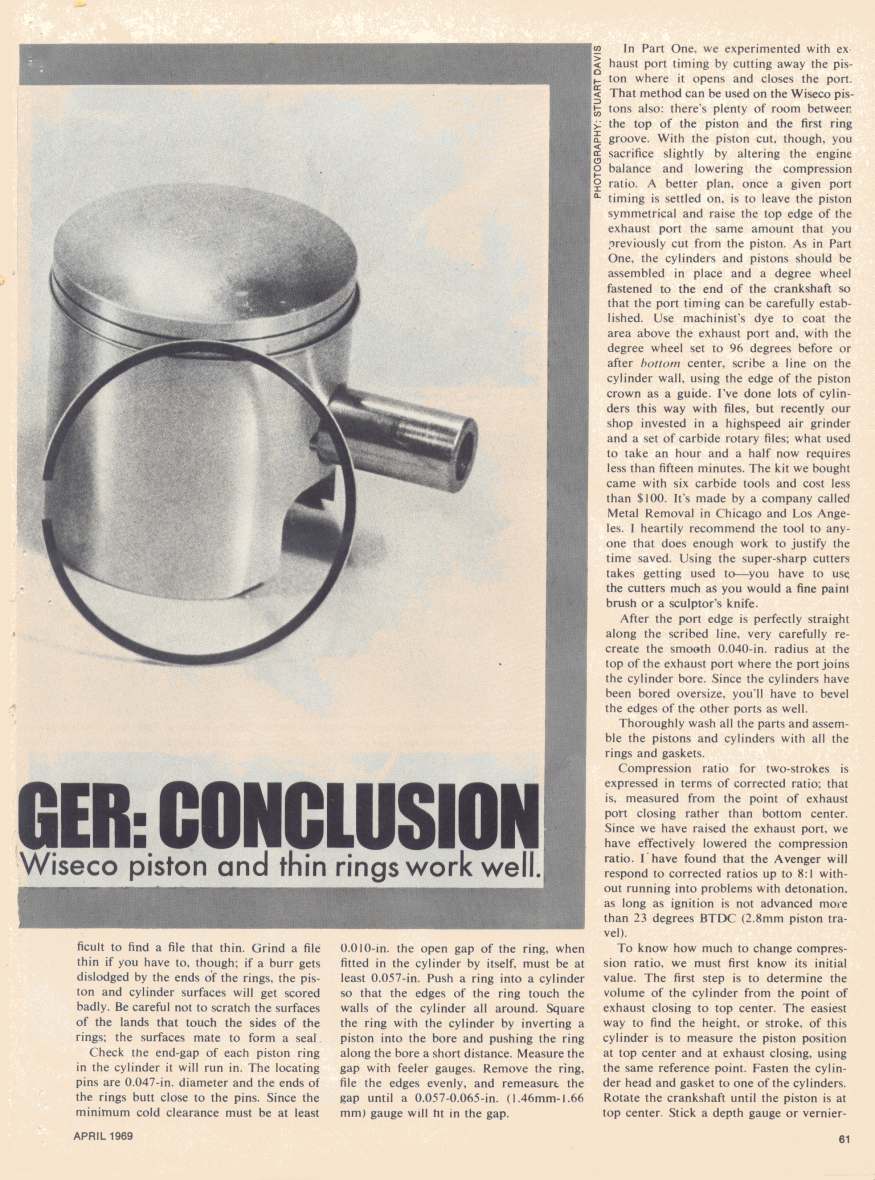 PHOTOGRAPHY: STUART DAVIS
GER: CONCLUSION
Wiseco piston and thin rings work well.
ficult to find a file that thin. Grind a file
thin if you have to, though; if a burr gets
dislodged by the ends of the rings, the pis-
ton and cylinder surfaces will get scored
badly. Be careful not to scratch the surfaces
of the lands that touch the sides of the
rings; the surfaces mate to form a seal.
Check the end-gap of each piston ring
in the cylinder it will run in. The locating
pins are 0.047-in. diameter and the ends of
the rings butt close to the pins. Since the
minimum cold clearance must be at least
0.010-in. the open gap of the ring, when
fitted in the cylinder by itself, must be at
least 0.057-in. Push a ring into a cylinder
so that the edges of the ring touch the
walls of the cylinder all around. Square
the ring with the cylinder by inverting a
piston into the bore and pushing the ring
along the bore a short distance. Measure the
gap with feeler gauges. Remove the ring,
file the edges evenly, and remeasure the
gap until a 0.057-0.065-in. (1.46mm-1.66
mm) gauge will fit in the gap.
In Part One, we experimented with ex-
haust port timing by cutting away the pis-
ton where it opens and closes the port.
That method can be used on the Wiseco pis-
tons also: there's plenty of room between
the top of the piston and the first ring
groove. With the piston cut, though, you
sacrifice slightly by altering the engine
balance and lowering the compression
ratio. A better plan, once a given port
timing is settled on, is to leave the piston
symmetrical and raise the top edge of the
exhaust port the same amount that you
previously cut from the piston. As in Part
One, the cylinders and pistons should be
assembled in place and a degree wheel
fastened to the end of the crankshaft so
that the port timing can be carefully estab-
lished. Use machinist's dye to coat the
area above the exhaust port and, with the
degree wheel set to 96 degrees before or
after bottom center, scribe a line on the
cylinder wall, using the edge of the piston
crown as a guide. I've done lots of cylin-
ders this way with files, but recently our
shop invested in a highspeed air grinder
and a set of carbide rotary files; what used
to take an hour and a half now requires
less than fifteen minutes. The kit we bought
came with six carbide tools and cost less
than $100. It's made by a company called
Metal Removal in Chicago and Los Ange-
les. I heartily recommend the tool to any-
one that does enough work to justify the
time saved. Using the super-sharp cutters
takes getting used to—you have to use
the cutters much as you would a fine paint
brush or a sculptor's knife.
After the port edge is perfectly straight
along the scribed line, very carefully re-
create the smooth 0.040-in. radius at the
top of the exhaust port where the port joins
the cylinder bore. Since the cylinders have
been bored oversize, you'll have to bevel
the edges of the other ports as well.
Thoroughly wash all the parts and assem-
ble the pistons and cylinders with all the
rings and gaskets.
Compression ratio for two-strokes is
expressed in terms of corrected ratio; that
is, measured from the point of exhaust
port closing rather than bottom center.
Since we have raised the exhaust port, we
have effectively lowered the compression
ratio. I have found that the Avenger will
respond to corrected ratios up to 8:1 with-
out running into problems with detonation,
as long as ignition is not advanced more
than 23 degrees BTDC (2.8mm piston tra-
vel).
To know how much to change compres-
sion ratio, we must first know its initial
value. The first step is to determine the
volume of the cylinder from the point of
exhaust closing to top center. The easiest
way to find the height, or stroke, of this
cylinder is to measure the piston position
at top center and at exhaust closing, using
the same reference point. Fasten the cylin-
der head and gasket to one of the cylinders.
Rotate the crankshaft until the piston is at
top center. Stick a depth gauge or vernier-
APRIL 1969
61